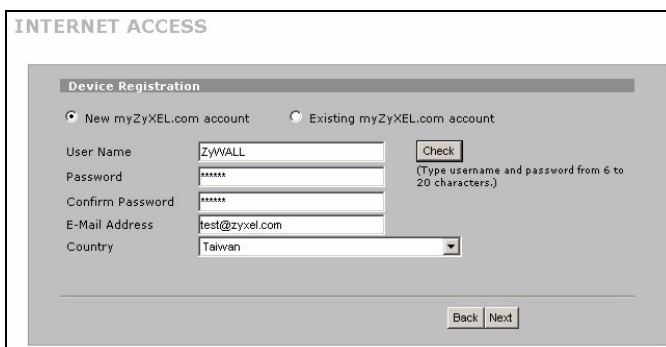 INTERNET ACCESS
Device Registration
New myZyXEL.com account Existing myZyXEL.com account
User Name ZyWALL Check
(Type username and password from 6 to
20 characters.)
Password ******
Confirm Password ******
E-Mail Address test@zyxel.com
Country Taiwan
Back Next